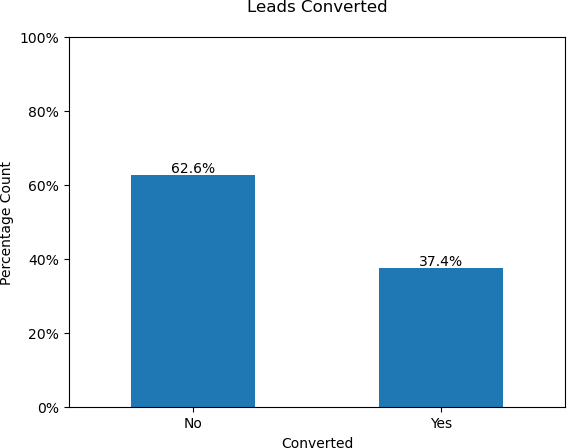 Leads Converted
Percentage Count
100%
80%
60%
40%
20%
0%
62.6%
37.4%
No
Yes
Converted